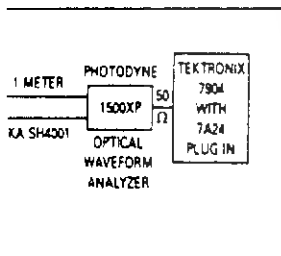 1 METER
KA SH4001
PHOTODYNE
1500XP
OPTICAL
WAVEFORM
ANALYZER
50
Ω
TEKTRONIX
7904
WITH
7A24
PLUG IN